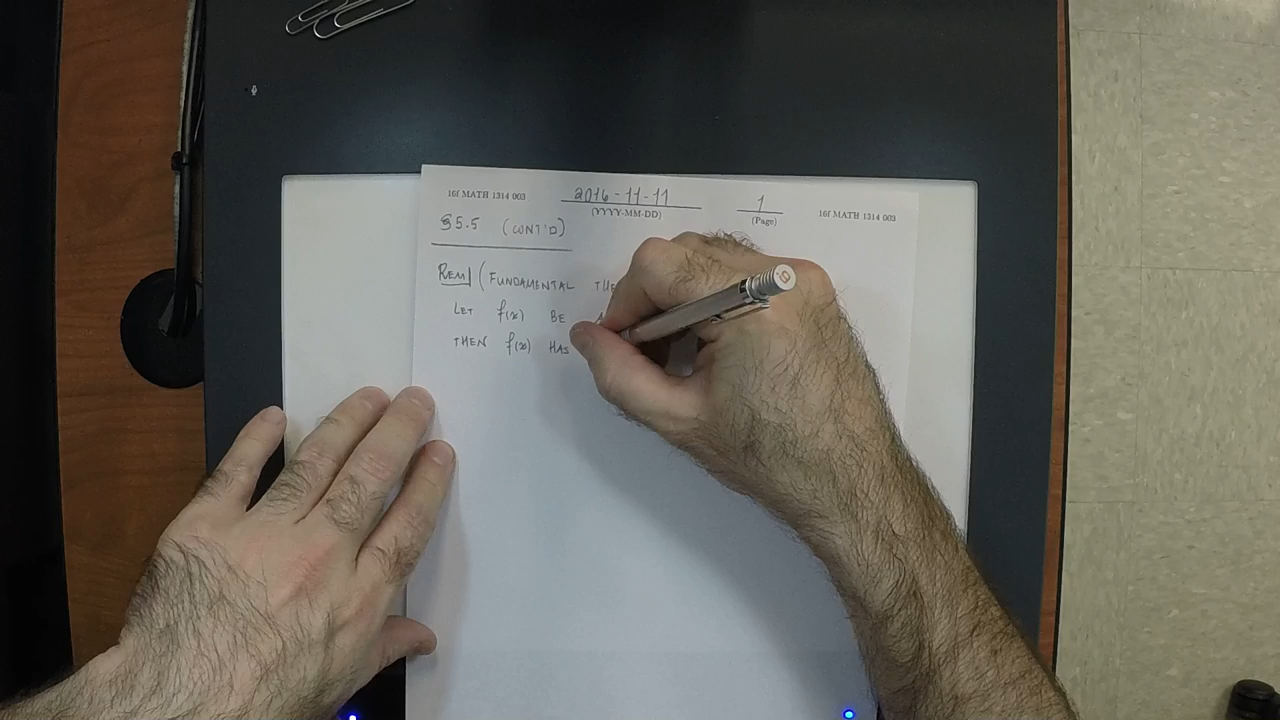 16f MATH 1314 003 2016-11-11 1 16f MATH 1314 003
(YYYY-MM-DD) (Page)
§5.5 (CONT'D)
REM (FUNDAMENTAL THE
LET f(x) BE
THEN f(x) HAS